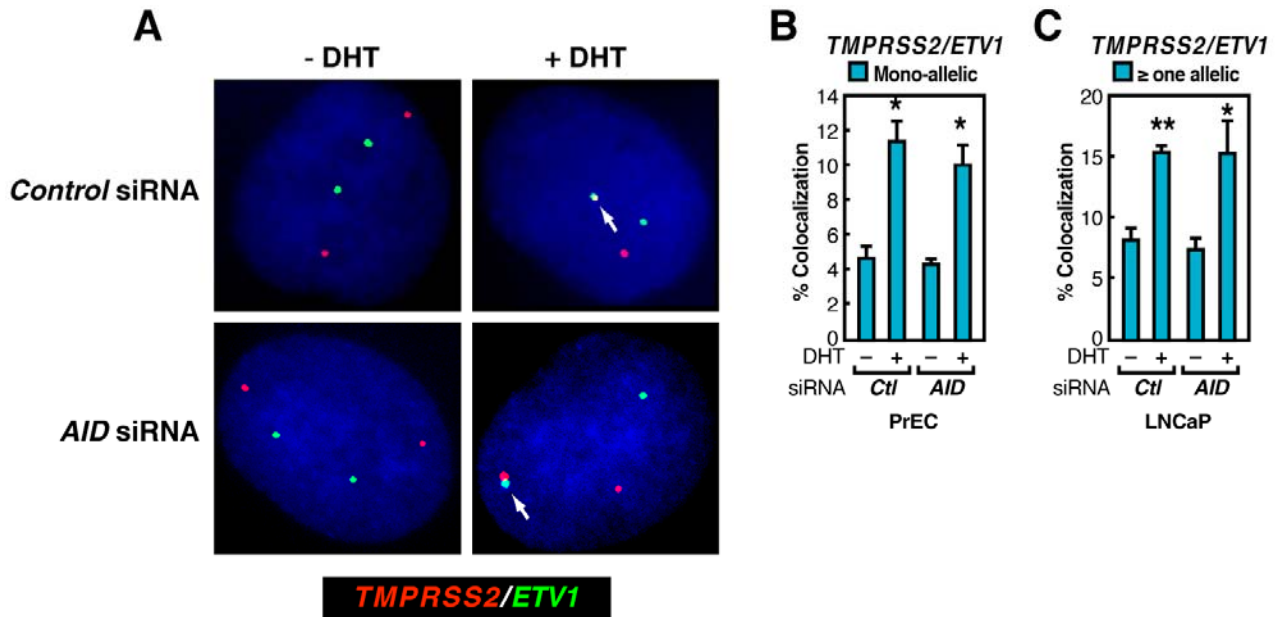 A
- DHT
+ DHT
Control siRNA
AID siRNA
TMPRSS2/ETV1
B
TMPRSS2/ETV1
Mono-allelic
% Colocalization
14
12
10
8
6
4
2
0
* *
DHT – + – +
siRNA Ctl AID
PrEC
C
TMPRSS2/ETV1
≥ one allelic
% Colocalization
20
15
10
5
0
** *
DHT – + – +
siRNA Ctl AID
LNCaP